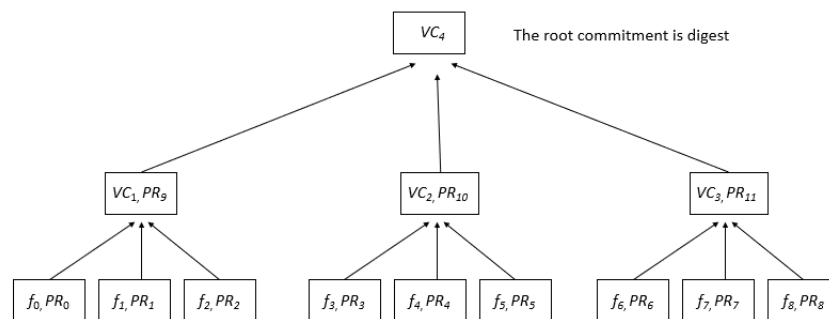 VC₄
The root commitment is digest
VC₁, PR₉
VC₂, PR₁₀
VC₃, PR₁₁
f₀, PR₀
f₁, PR₁
f₂, PR₂
f₃, PR₃
f₄, PR₄
f₅, PR₅
f₆, PR₆
f₇, PR₇
f₈, PR₈